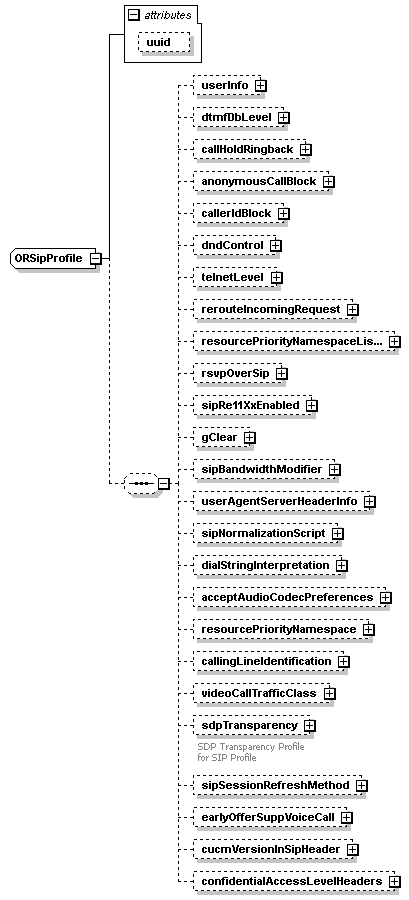 attributes
uuid
userInfo
dtmfDbLevel
callHoldRingback
anonymousCallBlock
callerIdBlock
dndControl
ORSipProfile
telnetLevel
rerouteIncomingRequest
resourcePriorityNamespaceLis...
rsvpOverSip
sipRe11XxEnabled
gClear
sipBandwidthModifier
userAgentServerHeaderInfo
sipNormalizationScript
dialStringInterpretation
acceptAudioCodecPreferences
resourcePriorityNamespace
callingLineIdentification
videoCallTrafficClass
sdpTransparency
SDP Transparency Profile
for SIP Profile
sipSessionRefreshMethod
earlyOfferSuppVoiceCall
cucmVersionInSipHeader
confidentialAccessLevelHeaders